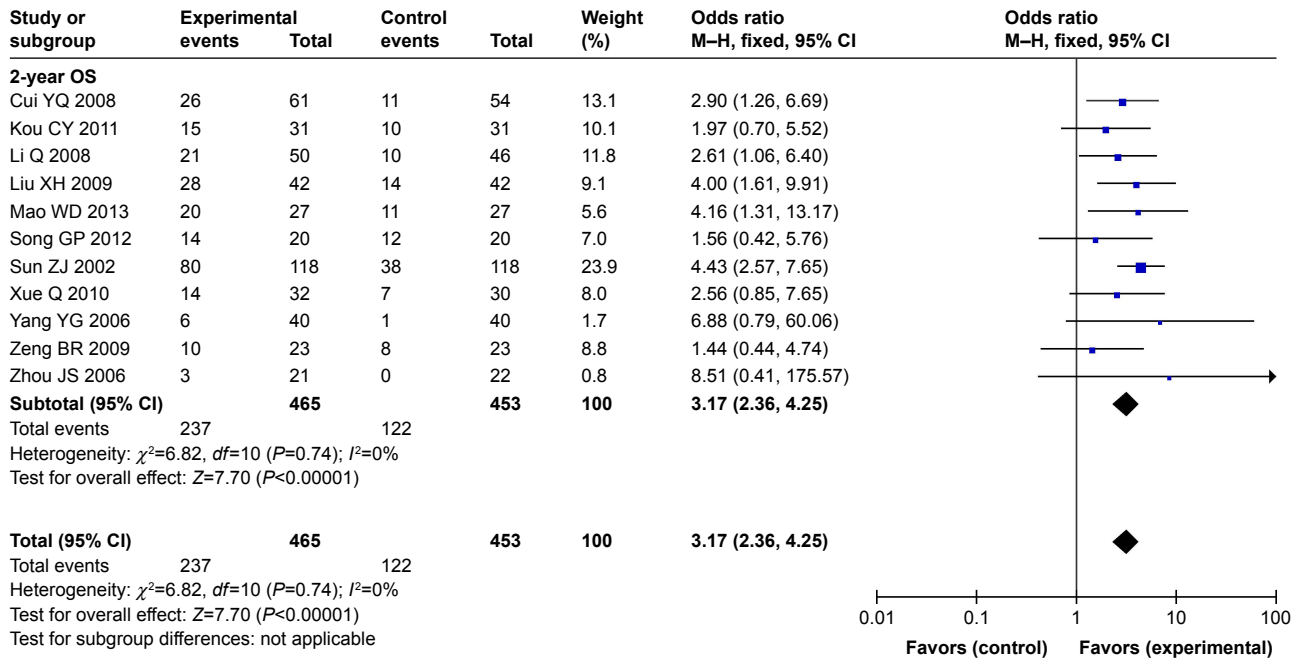 Study or Experimental Control Weight Odds ratio Odds ratio
subgroup events Total events Total (%) M–H, fixed, 95% CI M–H, fixed, 95% CI
2-year OS
Cui YQ 2008 26 61 11 54 13.1 2.90 (1.26, 6.69)
Kou CY 2011 15 31 10 31 10.1 1.97 (0.70, 5.52)
Li Q 2008 21 50 10 46 11.8 2.61 (1.06, 6.40)
Liu XH 2009 28 42 14 42 9.1 4.00 (1.61, 9.91)
Mao WD 2013 20 27 11 27 5.6 4.16 (1.31, 13.17)
Song GP 2012 14 20 12 20 7.0 1.56 (0.42, 5.76)
Sun ZJ 2002 80 118 38 118 23.9 4.43 (2.57, 7.65)
Xue Q 2010 14 32 7 30 8.0 2.56 (0.85, 7.65)
Yang YG 2006 6 40 1 40 1.7 6.88 (0.79, 60.06)
Zeng BR 2009 10 23 8 23 8.8 1.44 (0.44, 4.74)
Zhou JS 2006 3 21 0 22 0.8 8.51 (0.41, 175.57)
Subtotal (95% CI) 465 453 100 3.17 (2.36, 4.25)
Total events 237 122
Heterogeneity: χ²=6.82, df=10 (P=0.74); I²=0%
Test for overall effect: Z=7.70 (P<0.00001)
Total (95% CI) 465 453 100 3.17 (2.36, 4.25)
Total events 237 122
Heterogeneity: χ²=6.82, df=10 (P=0.74); I²=0%
Test for overall effect: Z=7.70 (P<0.00001)
Test for subgroup differences: not applicable
0.01 0.1 1 10 100
Favors (control) Favors (experimental)